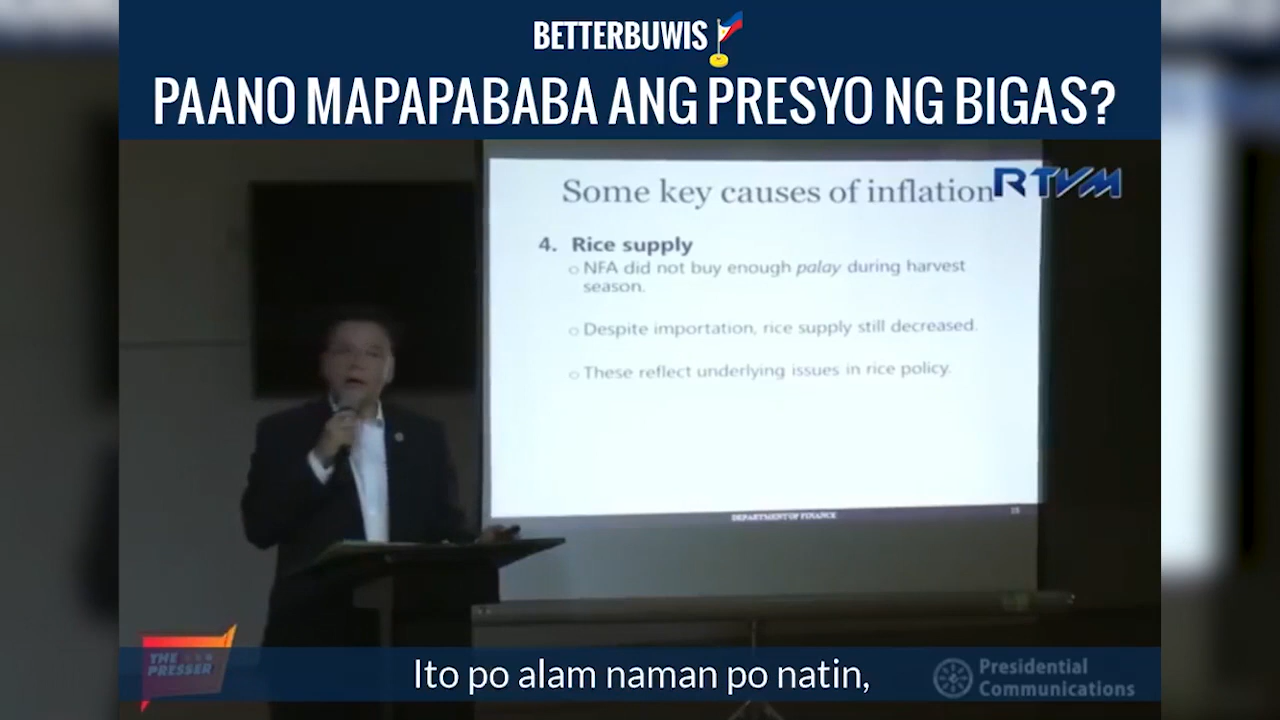 BETTERBUWIS
PAANO MAPAPABABA ANG PRESYO NG BIGAS?
RTVM
Some key causes of inflation
4. Rice supply
○ NFA did not buy enough palay during harvest
season.
○ Despite importation, rice supply still decreased.
○ These reflect underlying issues in rice policy.
DEPARTMENT OF FINANCE
THE
PRESSER
Ito po alam naman po natin,
Presidential
Communications